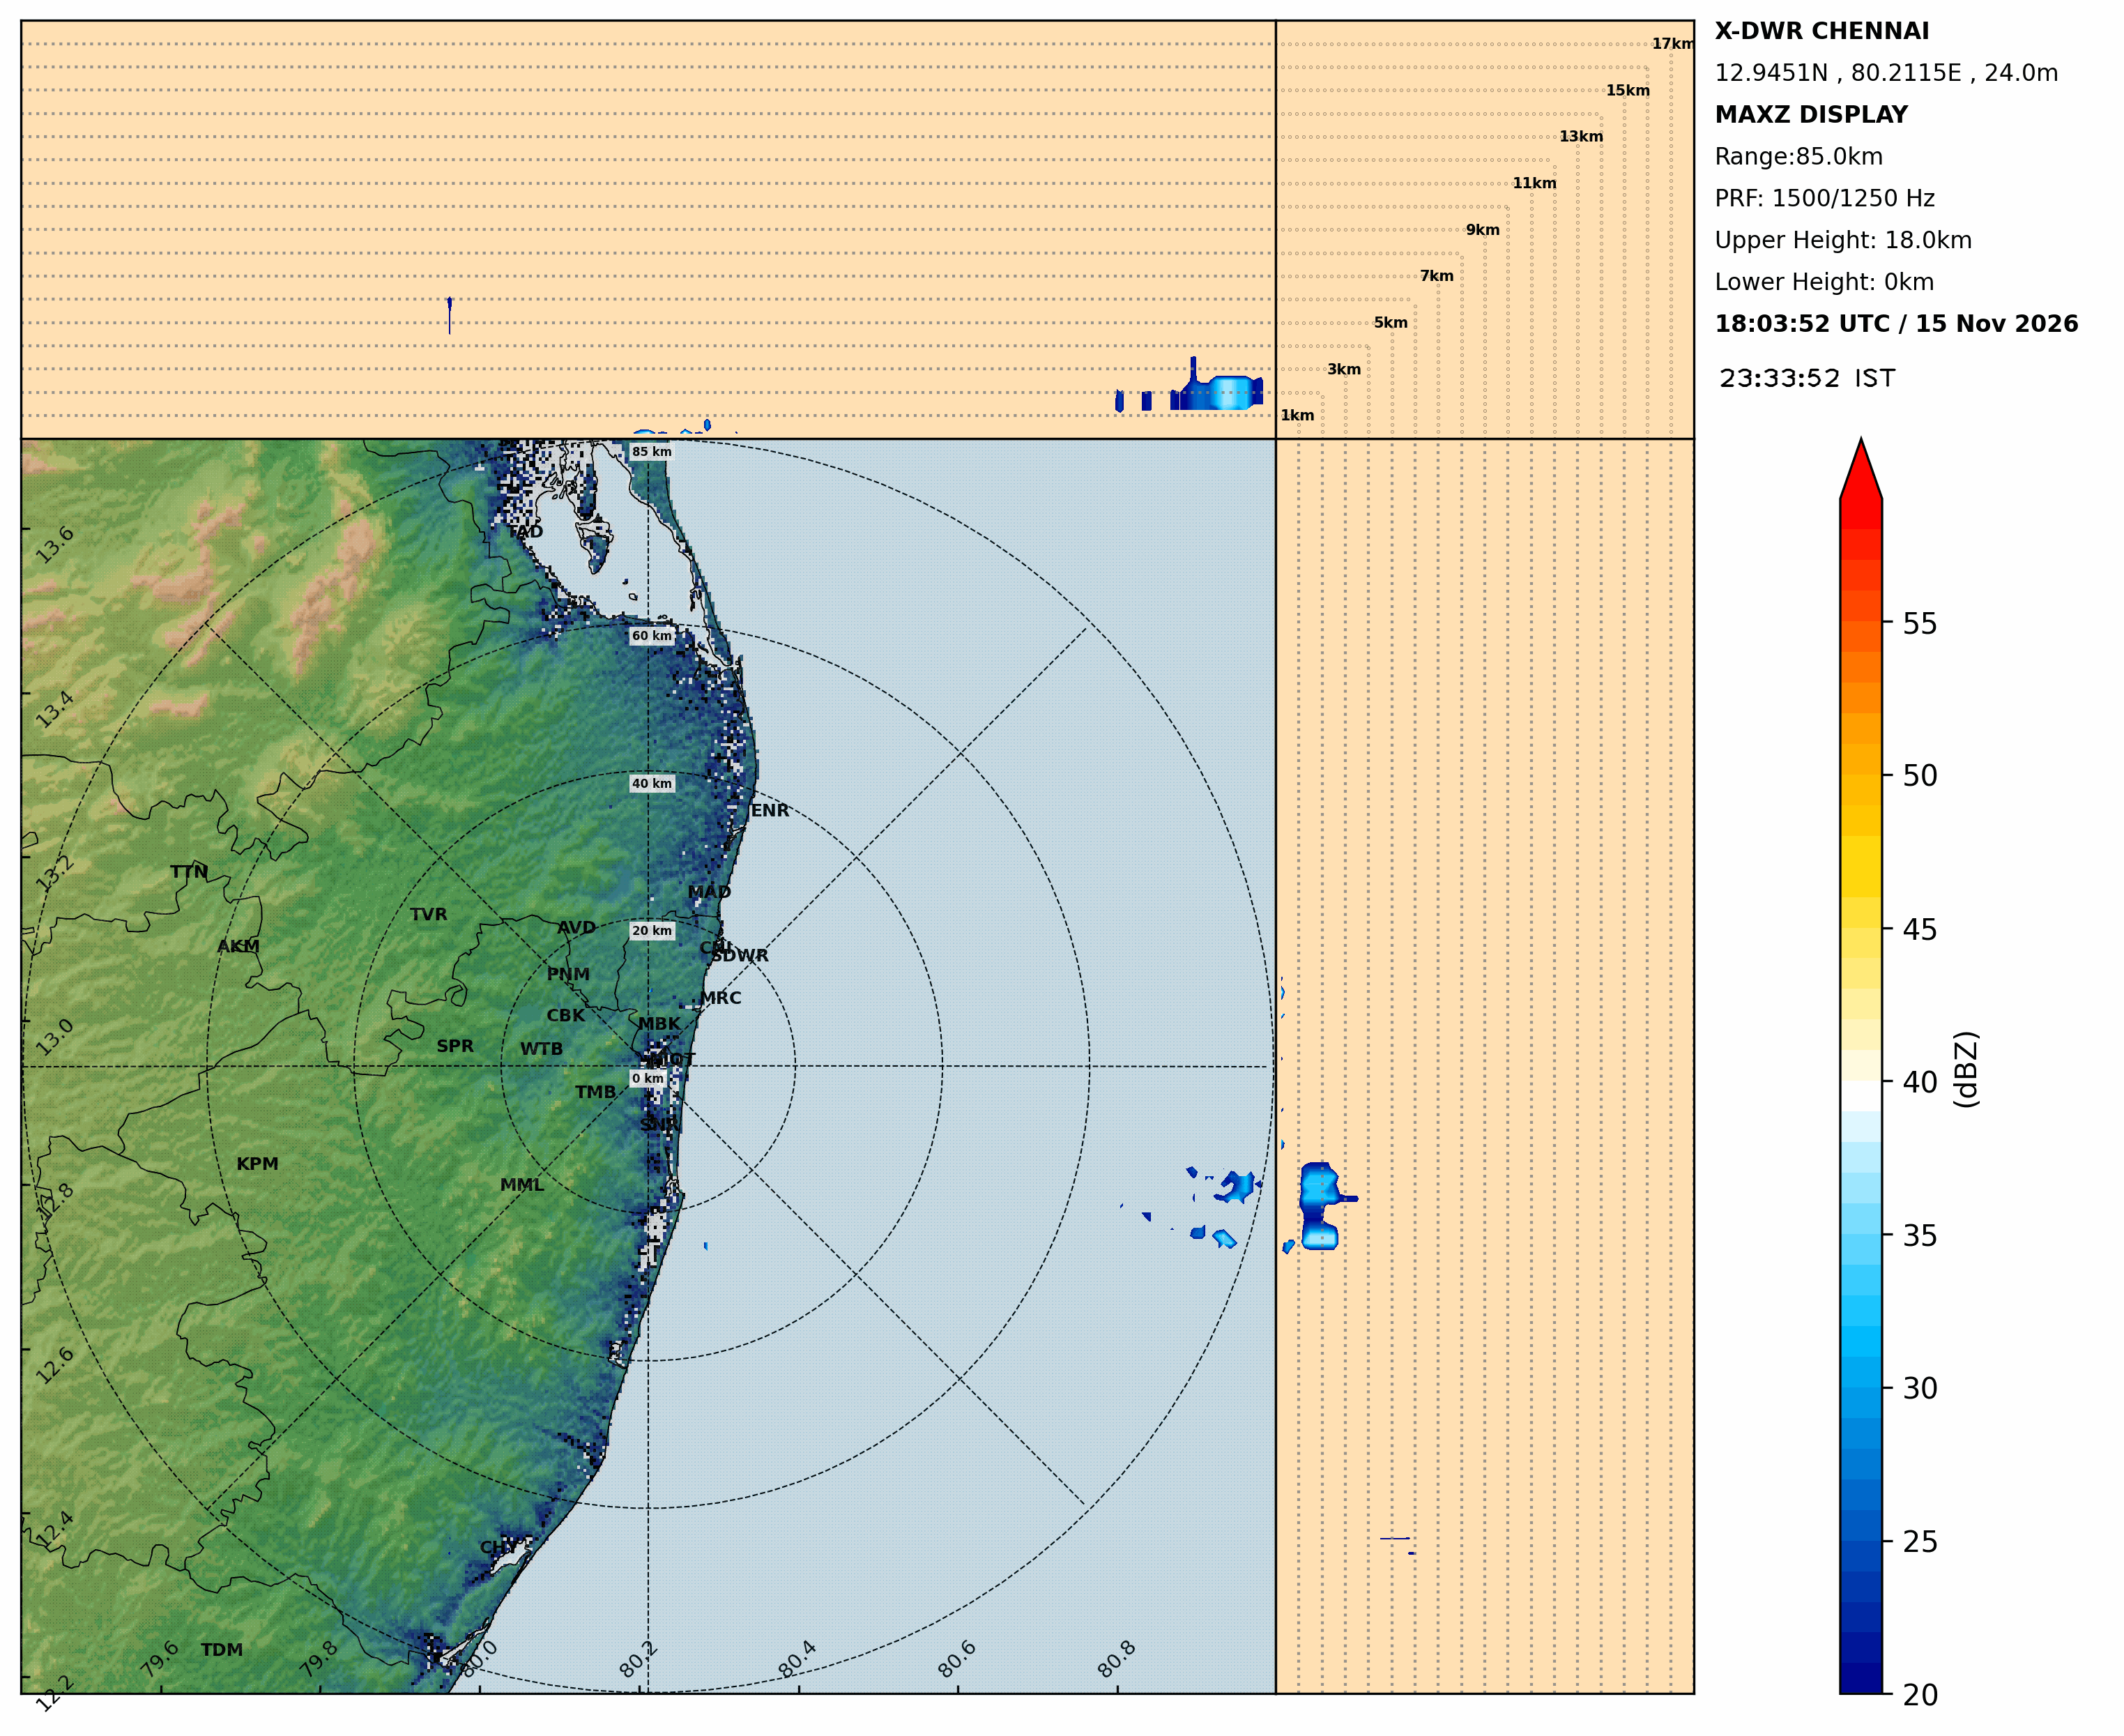 X-DWR CHENNAI
12.9451N , 80.2115E , 24.0m
MAXZ DISPLAY
Range:85.0km
PRF: 1500/1250 Hz
Upper Height: 18.0km
Lower Height: 0km
18:03:52 UTC / 15 Nov 2026
23:33:52 IST
17km
15km
13km
11km
9km
7km
5km
3km
1km
85 km
TAD
13.6
60 km
13.4
40 km
ENR
13.2
TTN
MAD
TVR
AVD
20 km
AKM
SDWR
PNM
MRC
CBK
MBK
13.0
SPR
WTB
0 km
TMB
SNR
KPM
MML
12.8
12.6
12.4
CHY
TDM
12.2
79.6
79.8
80.0
80.2
80.4
80.6
80.8
55
50
45
40
35
30
25
20
(dBZ)